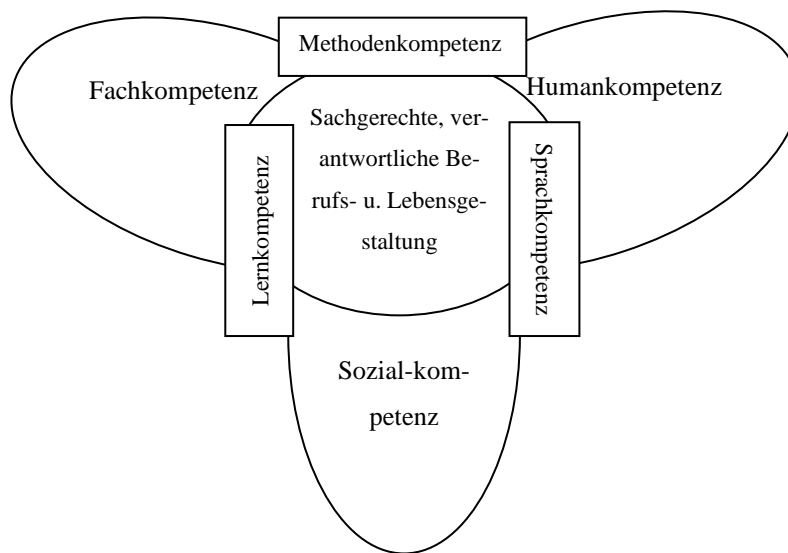 Methodenkompetenz
Fachkompetenz
Humankompetenz
Sachgerechte, ver-
antwortliche Be-
rufs- u. Lebensge-
staltung
Lernkompetenz
Sprachkompetenz
Sozial-kom-
petenz